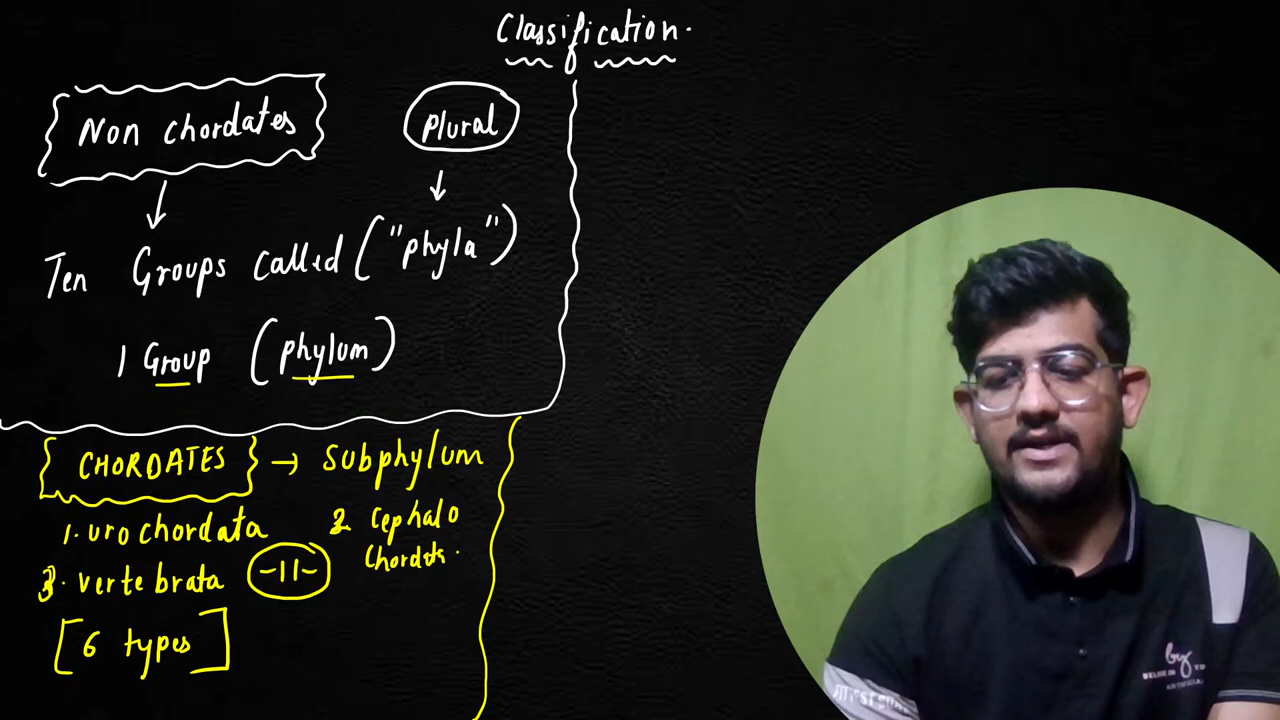 Classification.
Non chordates
plural
Ten Groups called ("phyla")
1 Group (phylum)
CHORDATES → Subphylum
1. uro chordata
2. Cephalo
Chordata.
3. verte brata
-11-
[6 types]
by